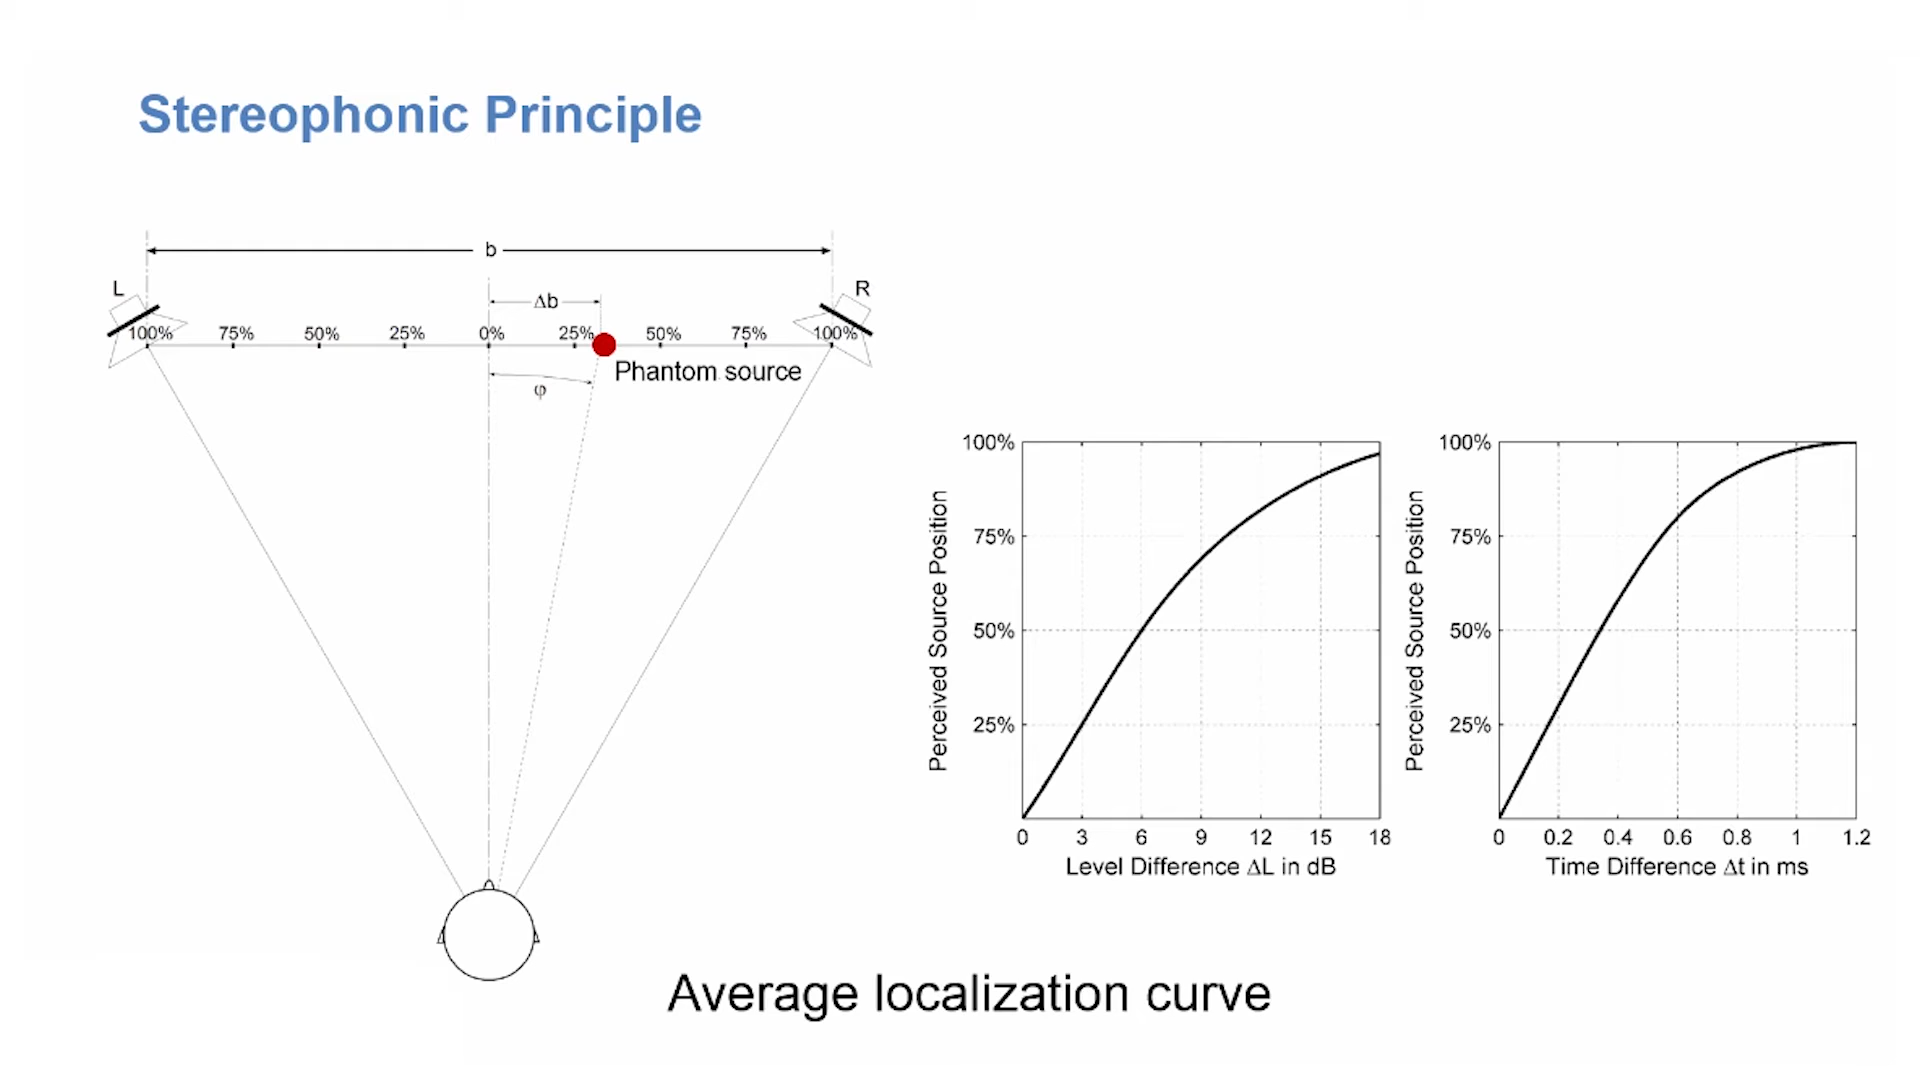 Stereophonic Principle
b
L
R
Δb
100% 75% 50% 25% 0% 25% 50% 75% 100%
Phantom source
φ
100%
75%
50%
25%
0 3 6 9 12 15 18
Perceived Source Position
Level Difference ΔL in dB
100%
75%
50%
25%
0 0.2 0.4 0.6 0.8 1 1.2
Perceived Source Position
Time Difference Δt in ms
Average localization curve